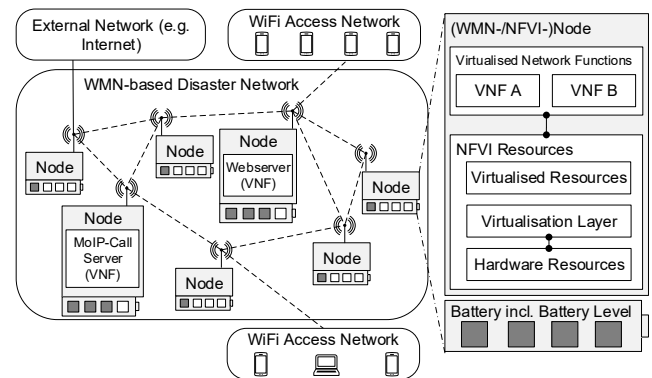 External Network (e.g.
Internet)
WiFi Access Network
WMN-based Disaster Network
Node
Node
Node
Webserver
(VNF)
Node
Node
MoIP-Call
Server
(VNF)
Node
Node
WiFi Access Network
(WMN-/NFVI-)Node
Virtualised Network Functions
VNF A
VNF B
NFVI Resources
Virtualised Resources
Virtualisation Layer
Hardware Resources
Battery incl. Battery Level